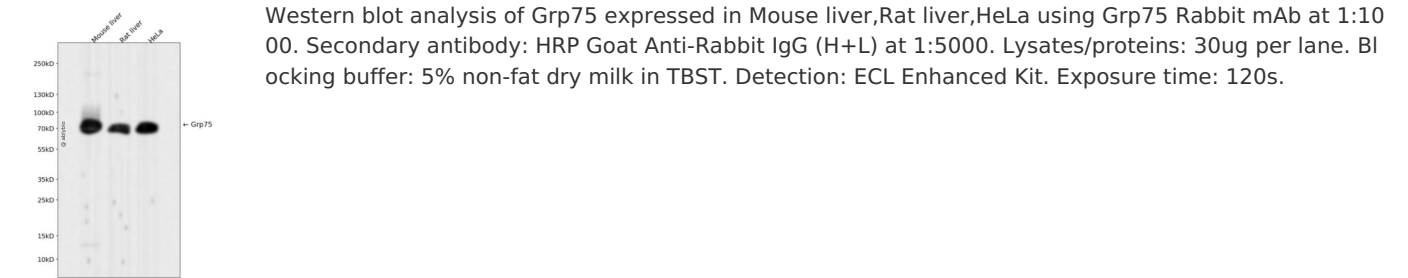 Western blot analysis of Grp75 expressed in Mouse liver,Rat liver,HeLa using Grp75 Rabbit mAb at 1:10
00. Secondary antibody: HRP Goat Anti-Rabbit IgG (H+L) at 1:5000. Lysates/proteins: 30ug per lane. Bl
ocking buffer: 5% non-fat dry milk in TBST. Detection: ECL Enhanced Kit. Exposure time: 120s.
Mouse liver
Rat liver
HeLa
250kD
130kD
100kD
70kD
55kD
35kD
25kD
15kD
10kD
← Grp75
@ ablybio